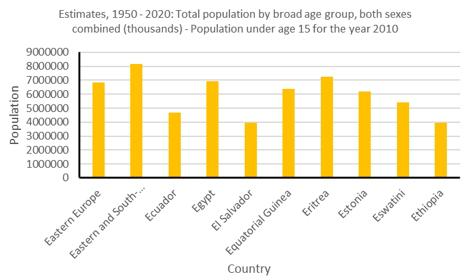 Estimates, 1950 - 2020: Total population by broad age group, both sexes
combined (thousands) - Population under age 15 for the year 2010
Population
9000000
8000000
7000000
6000000
5000000
4000000
3000000
2000000
1000000
0
Eastern Europe
Eastern and South-...
Ecuador
Egypt
El Salvador
Equatorial Guinea
Eritrea
Estonia
Eswatini
Ethiopia
Country